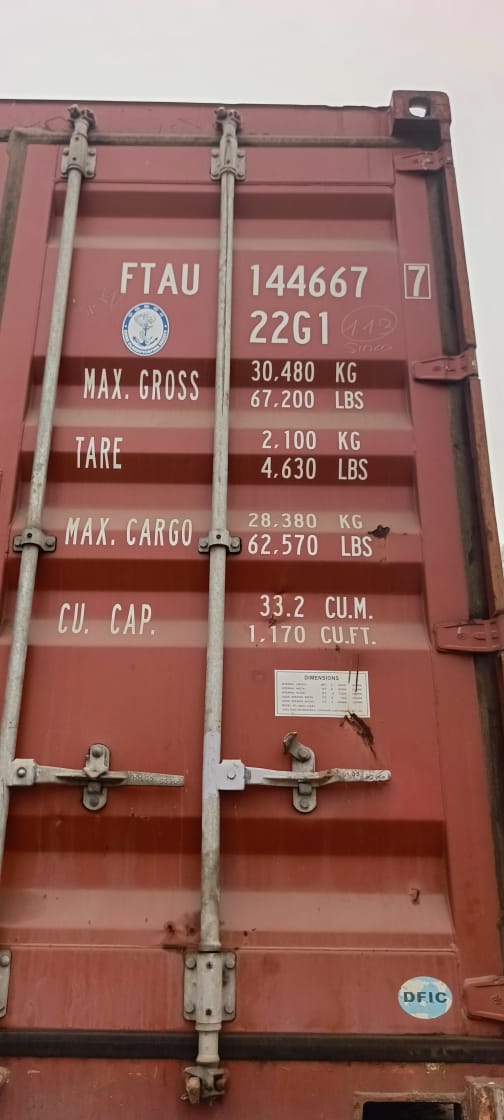 FTAU 144667 7
22G1
113
MAX. GROSS 30,480 KG
67,200 LBS
TARE 2,100 KG
4,630 LBS
MAX. CARGO 28,380 KG
62,570 LBS
CU. CAP. 33.2 CU.M.
1,170 CU.FT.
DIMENSIONS
DFIC